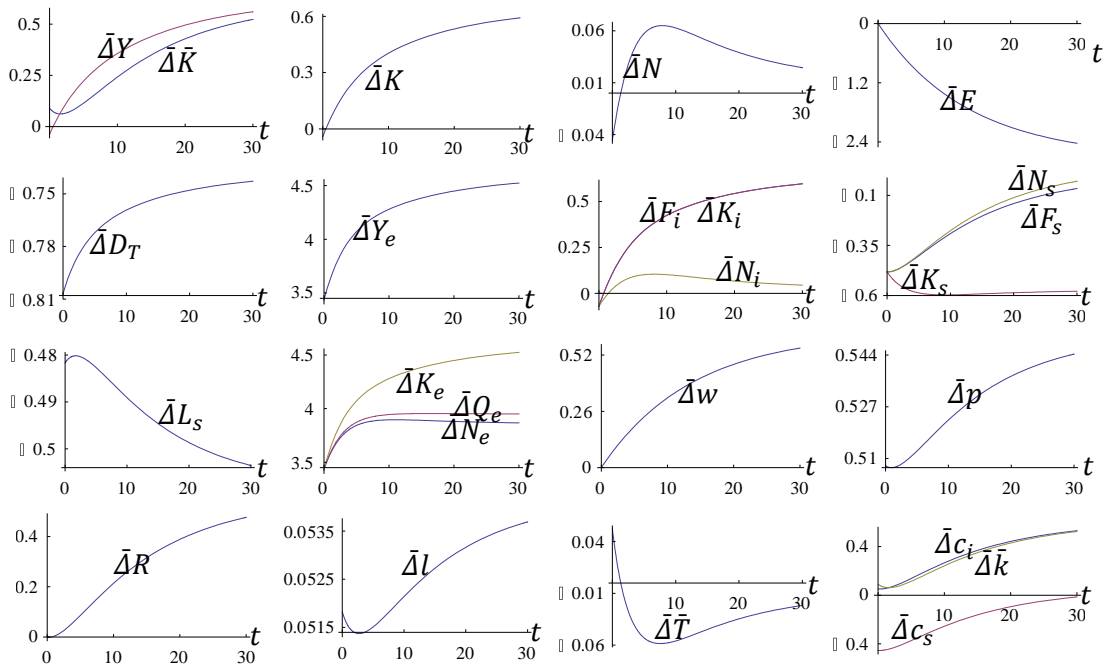 0.5
0.25
0
10 20 30
Δ̄Y
Δ̄K̄
t
0.6
0.3
0
10 20 30
Δ̄K
t
0.06
0.01
▯ 0.04
10 20 30
Δ̄N
t
0
▯ 1.2
▯ 2.4
10 20 30
Δ̄E
t
▯ 0.75
▯ 0.78
▯ 0.81
0 10 20 30
Δ̄D_T
t
4.5
4
3.5
0 10 20 30
Δ̄Y_e
t
0.5
0.25
0
10 20 30
Δ̄F_i
Δ̄K_i
Δ̄N_i
t
▯ 0.1
▯ 0.35
▯ 0.6
0 10 20 30
Δ̄N_s
Δ̄F_s
Δ̄K_s
t
▯ 0.48
▯ 0.49
▯ 0.5
0 10 20 30
Δ̄L_s
t
4.5
4
3.5
0 10 20 30
Δ̄K_e
Δ̄Q_e
Δ̄N_e
t
0.52
0.26
0
0 10 20 30
Δ̄w
t
0.544
0.527
0.51
0 10 20 30
Δ̄p
t
0.4
0.2
0
0 10 20 30
Δ̄R
t
0.0535
0.0525
0.0514
0 10 20 30
Δ̄l
t
0.04
▯ 0.01
▯ 0.06
10 20 30
Δ̄T̄
t
0.4
0
▯ 0.4
10 20 30
Δ̄c_i
Δ̄k̄
Δ̄c_s
t